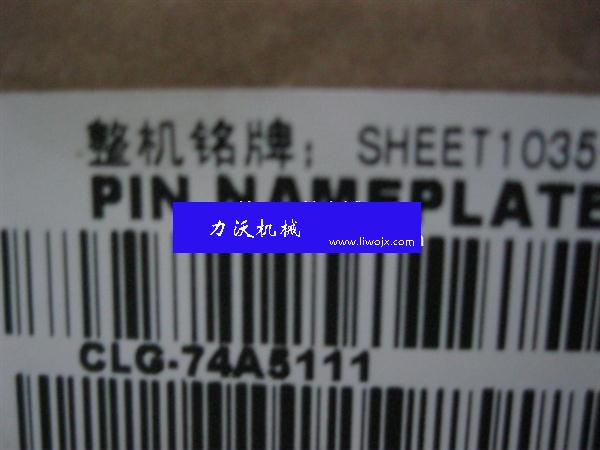 整机铭牌： SHEET1035
PIN NAMEPLATE
力沃机械
www.liwojx.com
CLG-74A5111